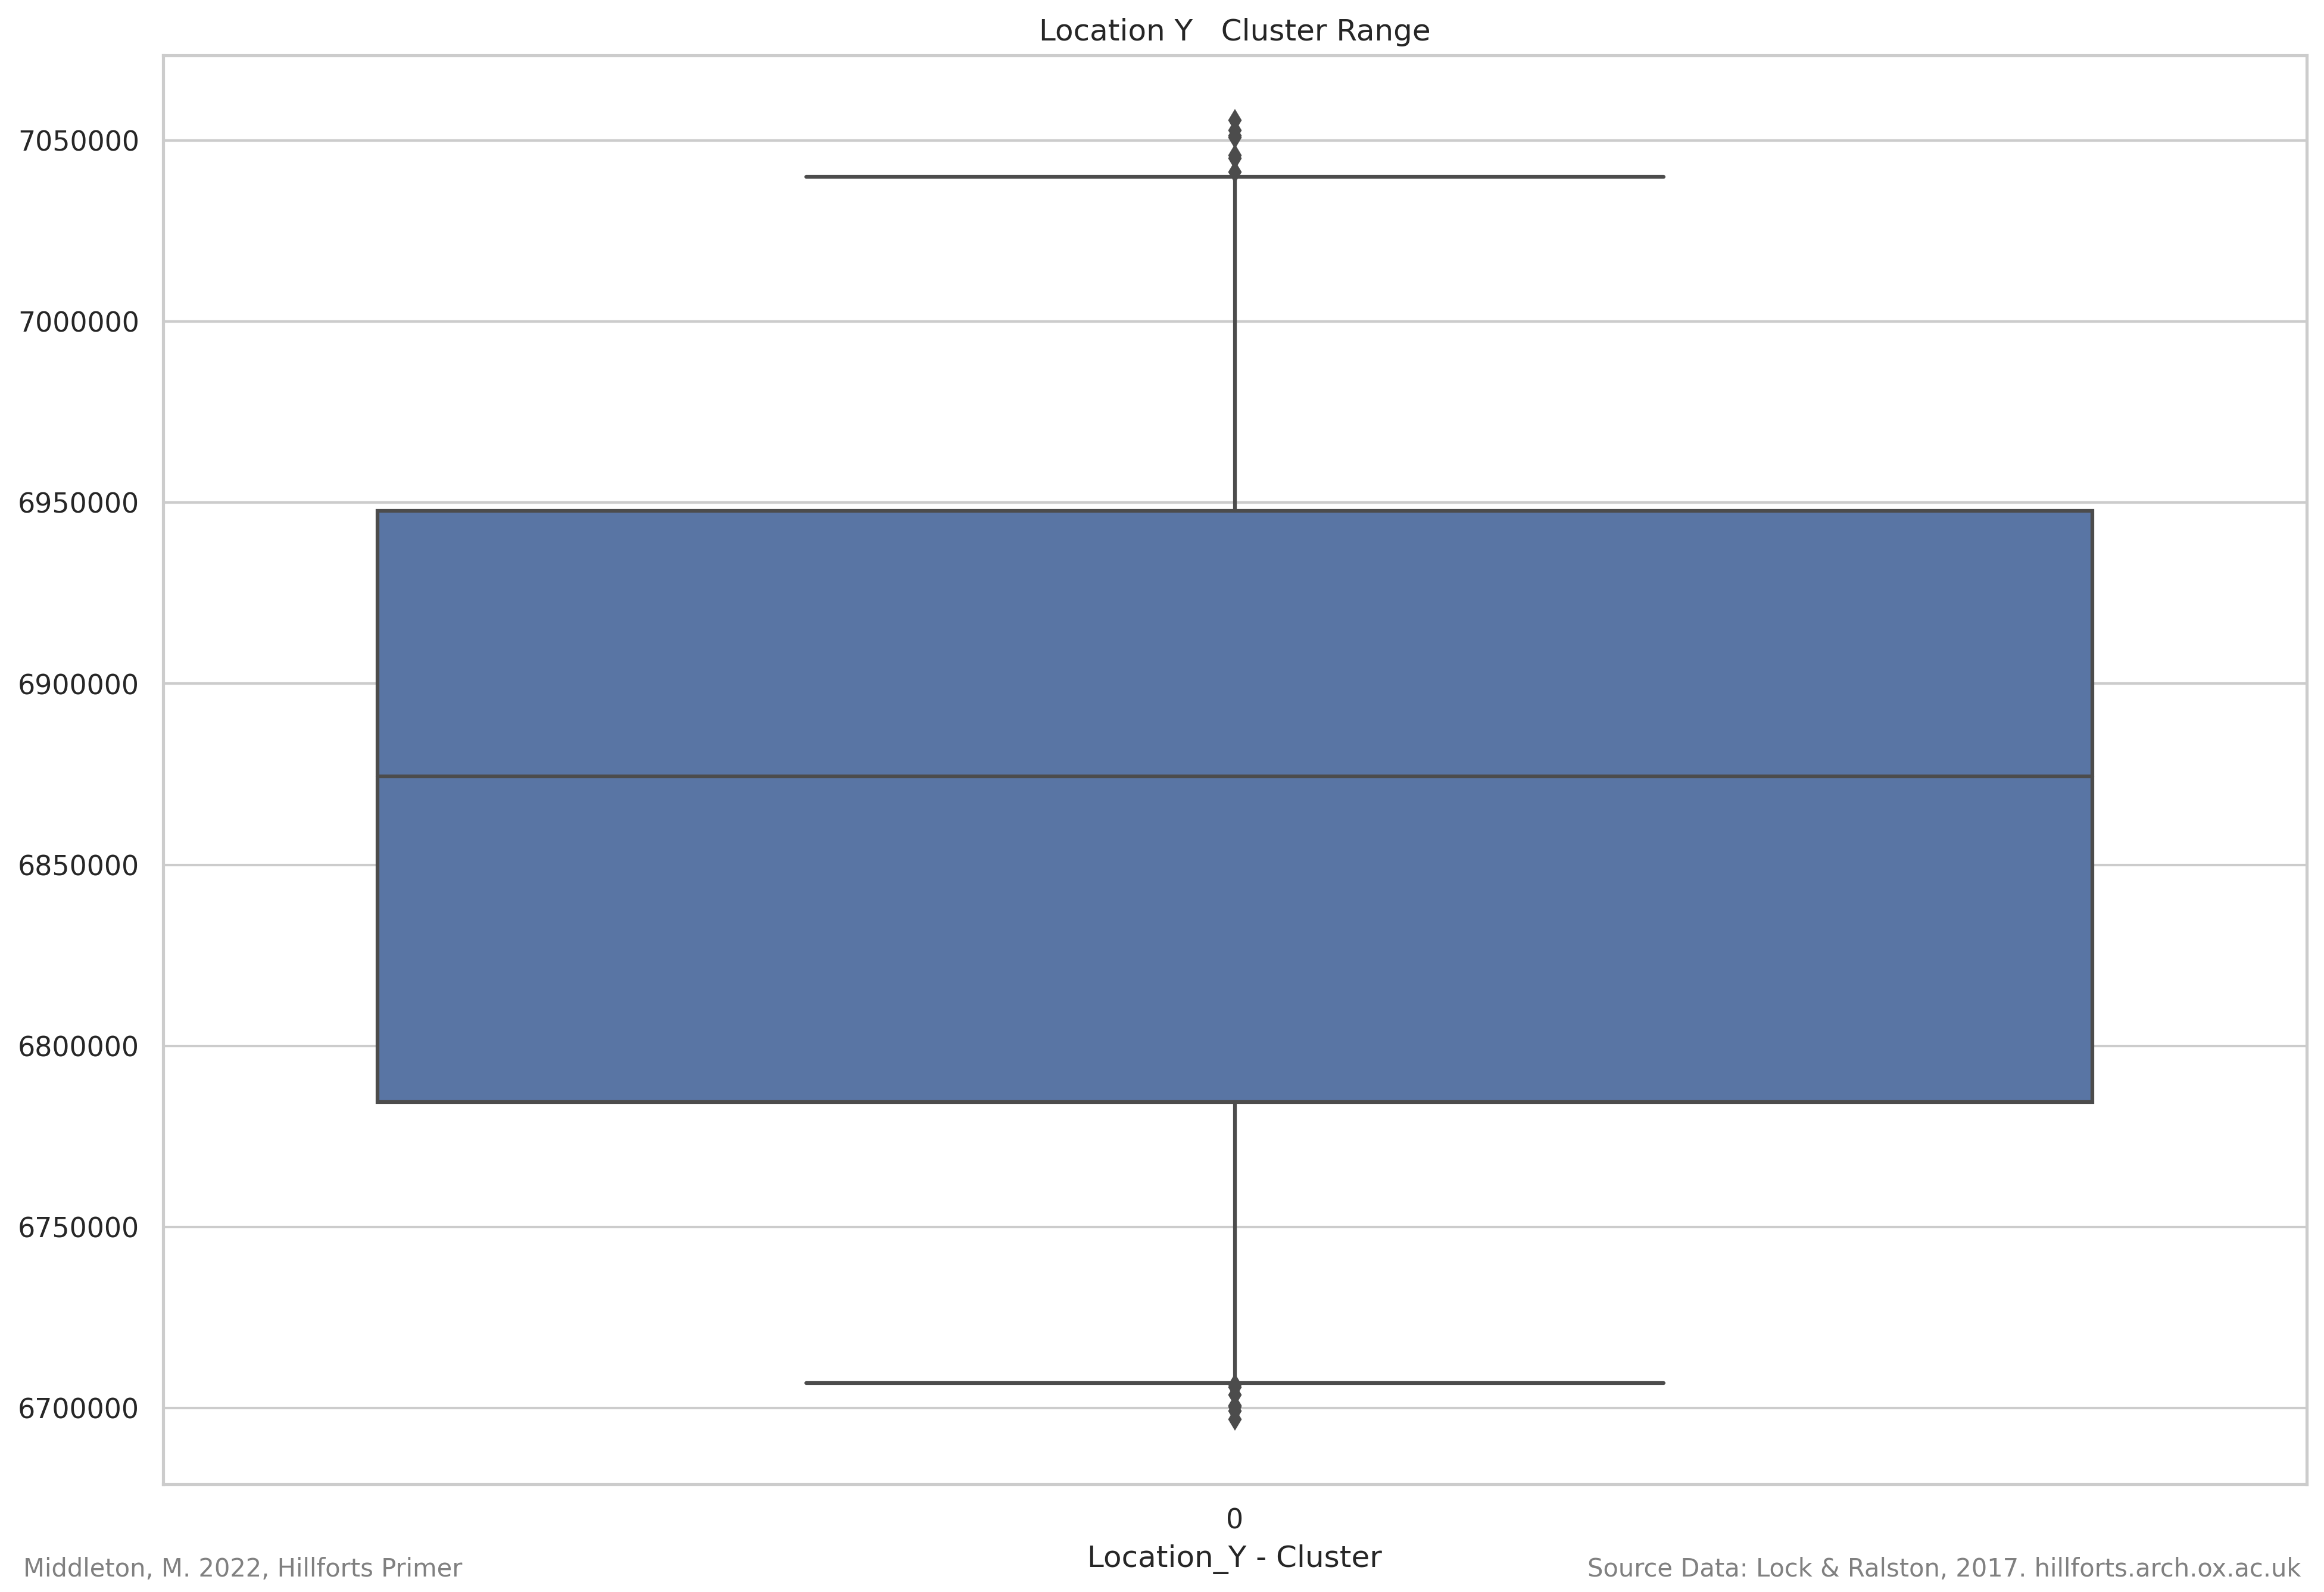 Location Y   Cluster Range
7050000
7000000
6950000
6900000
6850000
6800000
6750000
6700000
0
Location_Y - Cluster
Middleton, M. 2022, Hillforts Primer
Source Data: Lock & Ralston, 2017. hillforts.arch.ox.ac.uk